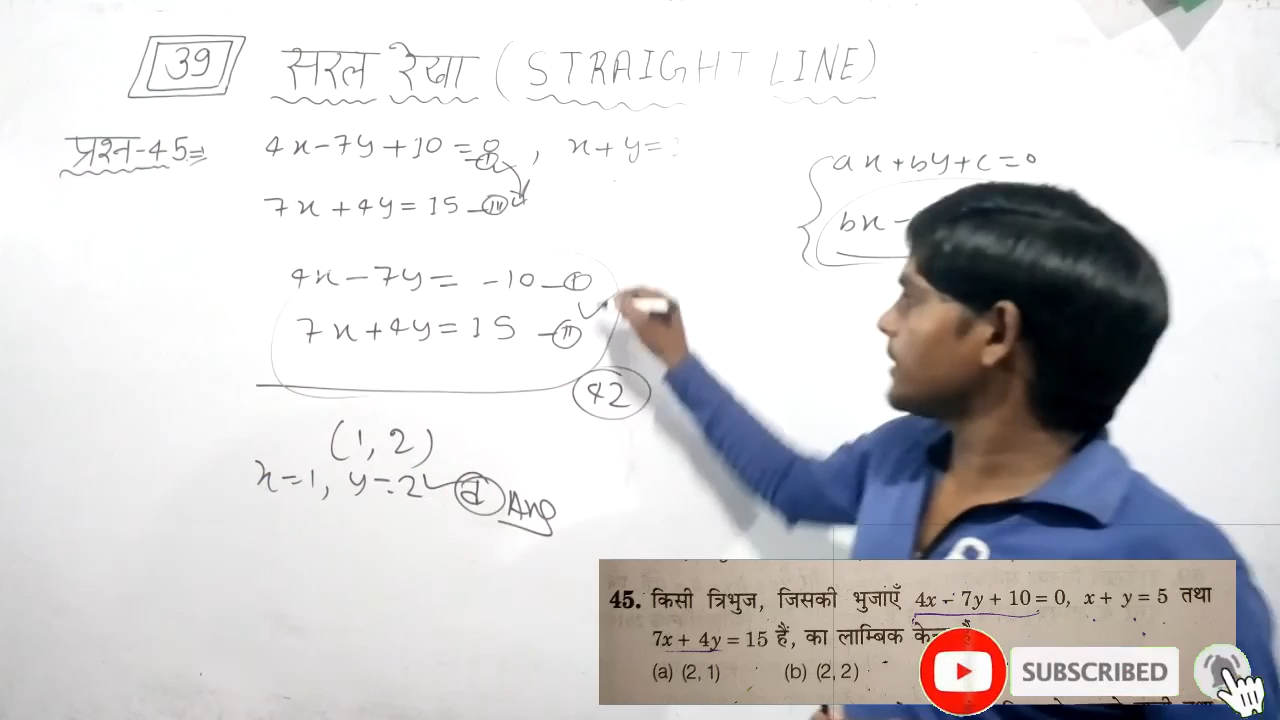 39 सरल रेखा (STRAIGHT LINE)
प्रश्न-45⇒ 4x-7y+10=0, x+y=
7x+4y=15 -(II)
4x-7y= -10 -(I)
7x+4y=15 -(II)
42
(1,2)
x=1, y=2 (d) Ans
ax+by+c=0
bx-
45. किसी त्रिभुज, जिसकी भुजाएँ 4x - 7y + 10 = 0, x + y = 5 तथा
7x + 4y = 15 हैं, का लाम्बिक
(a) (2, 1) (b) (2, 2)
SUBSCRIBED